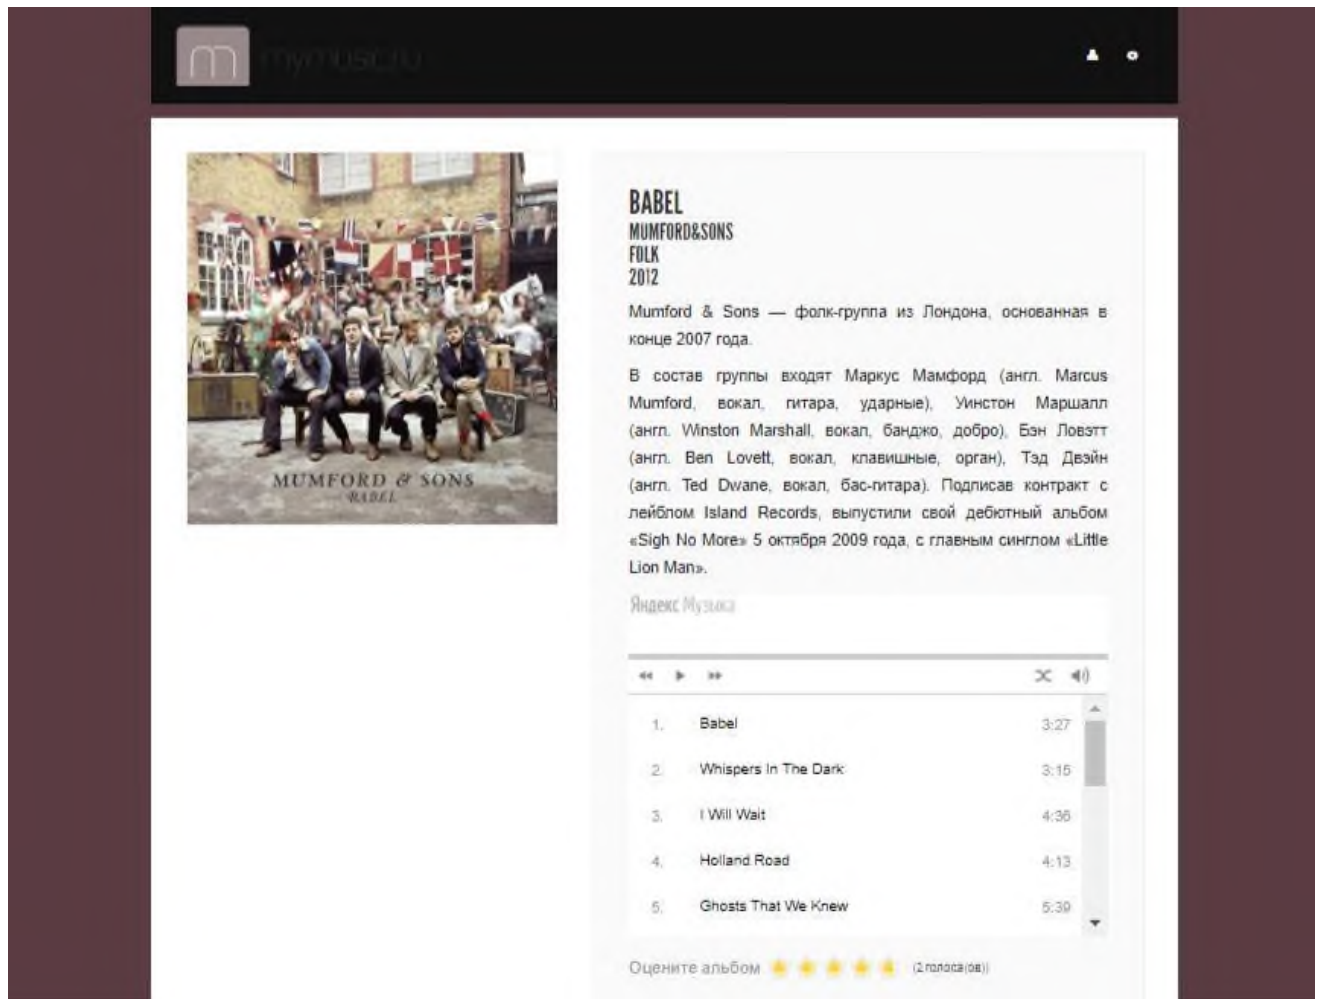 m mymusic.ru
MUMFORD & SONS
BABEL
BABEL
MUMFORD&SONS
FOLK
2012
Mumford & Sons — фолк-группа из Лондона, основанная в
конце 2007 года.
В состав группы входят Маркус Мамфорд (англ. Marcus
Mumford, вокал, гитара, ударные), Уинстон Маршалл
(англ. Winston Marshall, вокал, банджо, добро), Бэн Ловэтт
(англ. Ben Lovett, вокал, клавишные, орган), Тэд Двэйн
(англ. Ted Dwane, вокал, бас-гитара). Подписав контракт с
лейблом Island Records, выпустили свой дебютный альбом
«Sigh No More» 5 октября 2009 года, с главным синглом «Little
Lion Man».
Яндекс Музыка
1. Babel 3:27
2. Whispers In The Dark 3:15
3. I Will Wait 4:36
4. Holland Road 4:13
5. Ghosts That We Knew 5:39
Оцените альбом (2 голоса(ов))